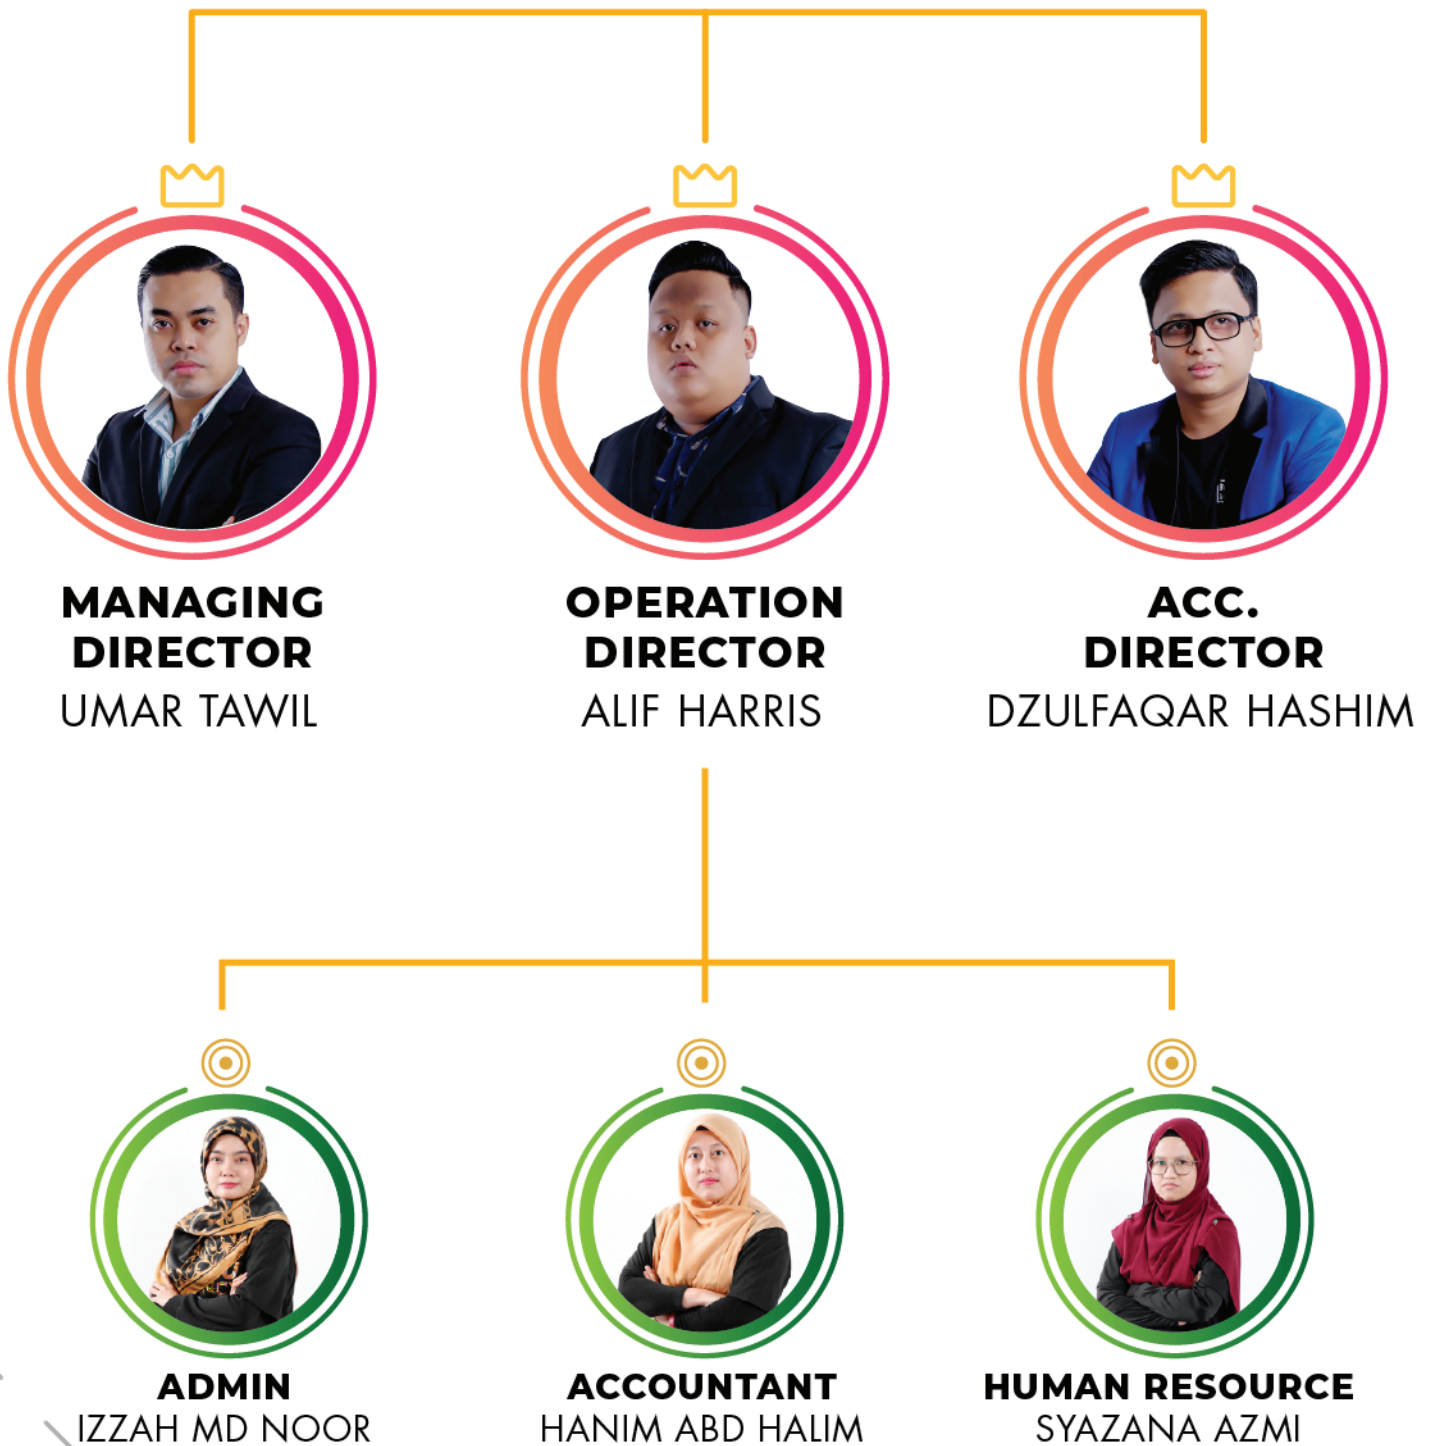 MANAGING
DIRECTOR
UMAR TAWIL
OPERATION
DIRECTOR
ALIF HARRIS
ACC.
DIRECTOR
DZULFAQAR HASHIM
ADMIN
IZZAH MD NOOR
ACCOUNTANT
HANIM ABD HALIM
HUMAN RESOURCE
SYAZANA AZMI